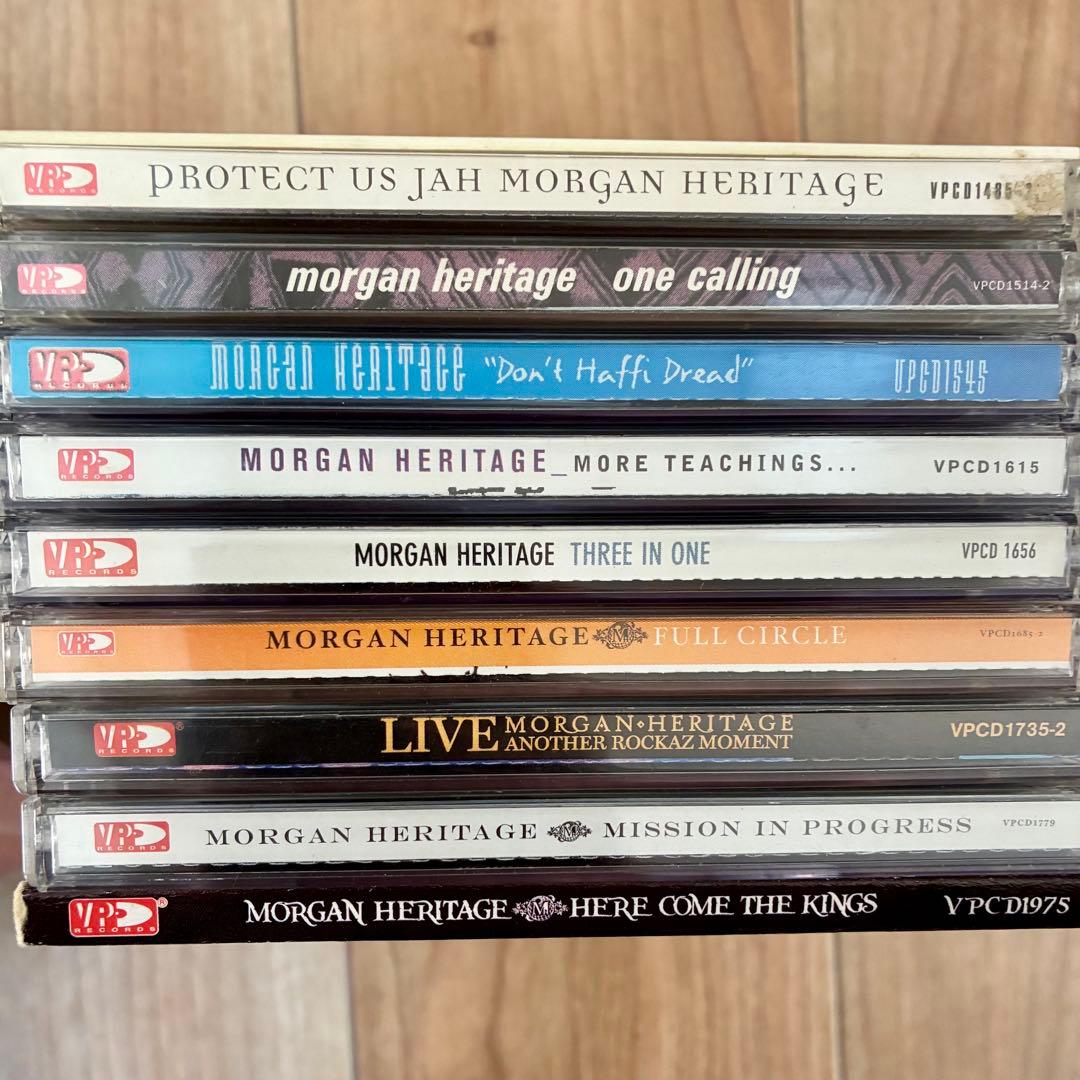 VP RECORDS PROTECT US JAH MORGAN HERITAGE VPCD1485
VP RECORDS morgan heritage one calling VPCD1514-2
VP RECORDS MORGAN HERITAGE "Don't Haffi Dread" VPCD1545
VP RECORDS MORGAN HERITAGE_MORE TEACHINGS... VPCD1615
VP RECORDS MORGAN HERITAGE THREE IN ONE VPCD 1656
VP RECORDS MORGAN HERITAGE M FULL CIRCLE VPCD1685-2
VP RECORDS® LIVE MORGAN•HERITAGE VPCD1735-2
ANOTHER ROCKAZ MOMENT
VP RECORDS MORGAN HERITAGE M MISSION IN PROGRESS VPCD1779
VP RECORDS® MORGAN HERITAGE M HERE COME THE KINGS VPCD1975